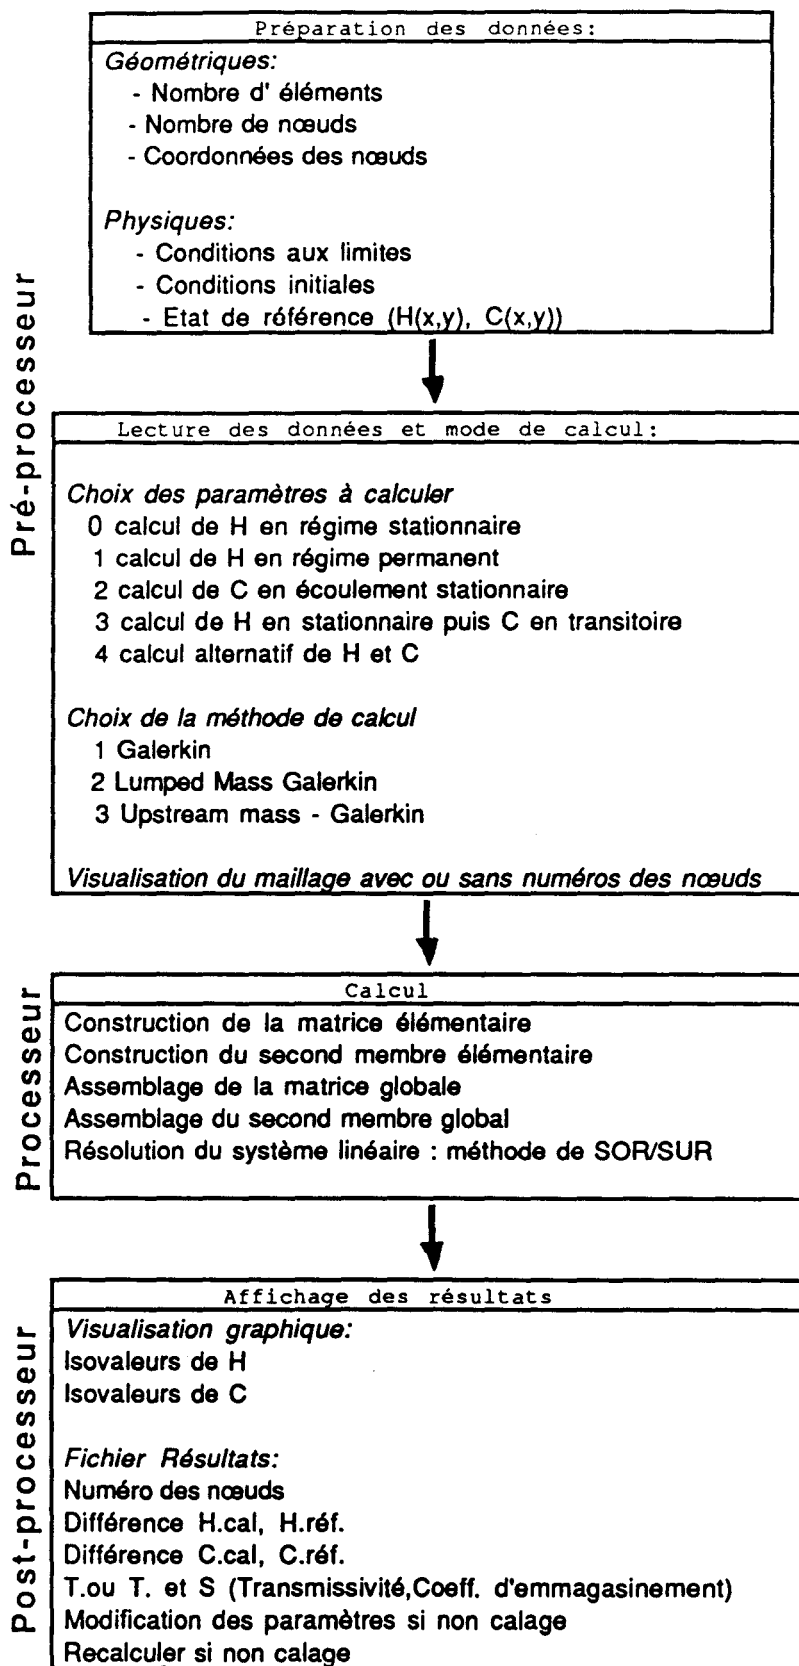 Préparation des données:
Géométriques:
- Nombre d' éléments
- Nombre de nœuds
- Coordonnées des nœuds
Physiques:
- Conditions aux limites
- Conditions initiales
- Etat de référence (H(x,y), C(x,y))
Pré-processeur
Lecture des données et mode de calcul:
Choix des paramètres à calculer
0 calcul de H en régime stationnaire
1 calcul de H en régime permanent
2 calcul de C en écoulement stationnaire
3 calcul de H en stationnaire puis C en transitoire
4 calcul alternatif de H et C
Choix de la méthode de calcul
1 Galerkin
2 Lumped Mass Galerkin
3 Upstream mass - Galerkin
Visualisation du maillage avec ou sans numéros des nœuds
Processeur
Calcul
Construction de la matrice élémentaire
Construction du second membre élémentaire
Assemblage de la matrice globale
Assemblage du second membre global
Résolution du système linéaire : méthode de SOR/SUR
Post-processeur
Affichage des résultats
Visualisation graphique:
Isovaleurs de H
Isovaleurs de C
Fichier Résultats:
Numéro des nœuds
Différence H.cal, H.réf.
Différence C.cal, C.réf.
T.ou T. et S (Transmissivité,Coeff. d'emmagasinement)
Modification des paramètres si non calage
Recalculer si non calage